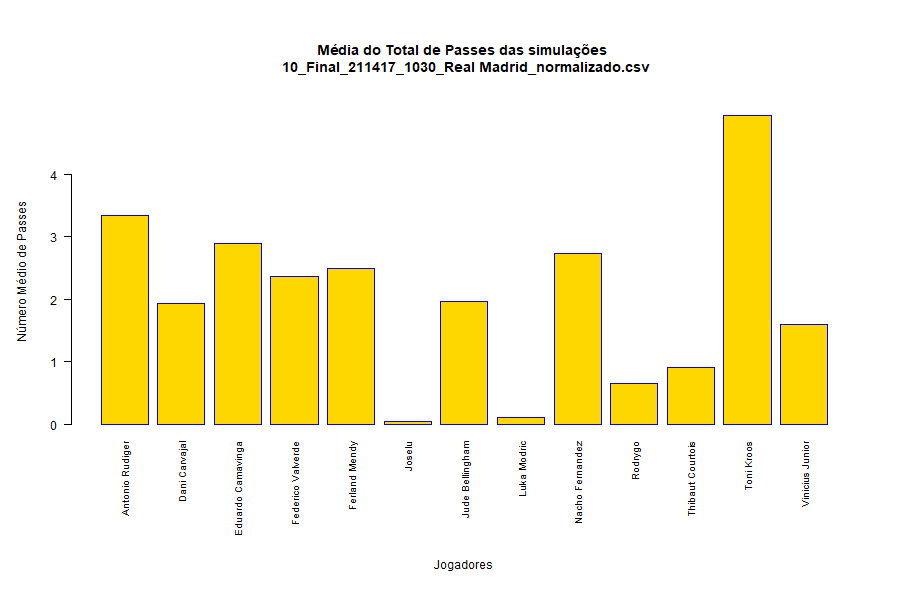 Média do Total de Passes das simulações
10_Final_211417_1030_Real Madrid_normalizado.csv
Número Médio de Passes
4
3
2
1
0
Antonio Rudiger
Dani Carvajal
Eduardo Camavinga
Federico Valverde
Ferland Mendy
Joselu
Jude Bellingham
Luka Modric
Nacho Fernandez
Rodrygo
Thibaut Courtois
Toni Kroos
Vinicius Junior
Jogadores